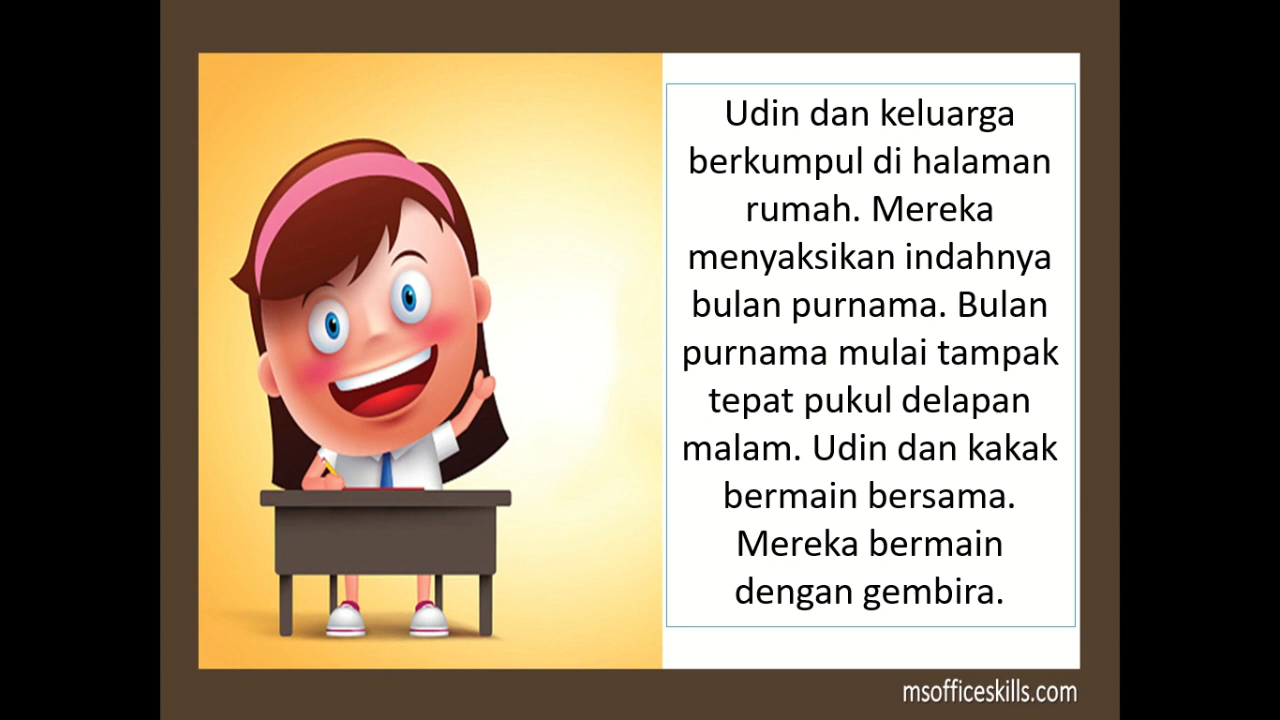 Udin dan keluarga
berkumpul di halaman
rumah. Mereka
menyaksikan indahnya
bulan purnama. Bulan
purnama mulai tampak
tepat pukul delapan
malam. Udin dan kakak
bermain bersama.
Mereka bermain
dengan gembira.
msofficeskills.com